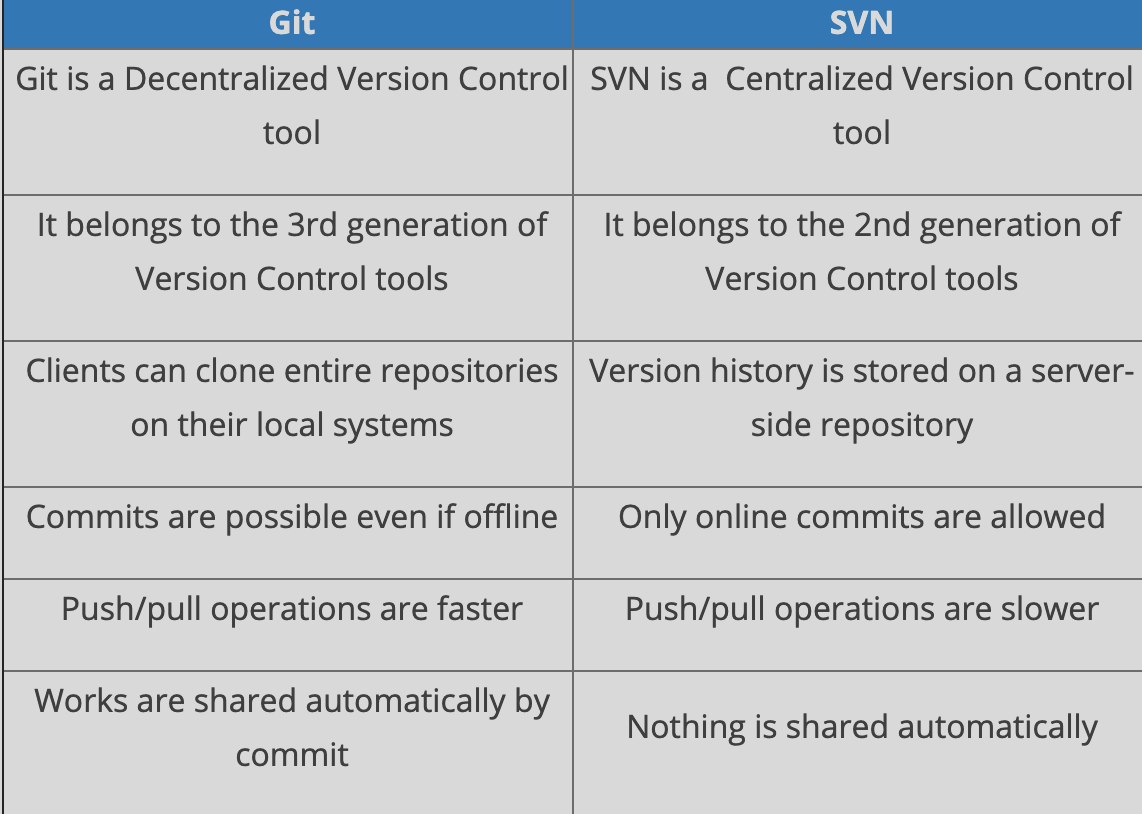 Git
SVN
Git is a Decentralized Version Control
tool
SVN is a  Centralized Version Control
tool
It belongs to the 3rd generation of
Version Control tools
It belongs to the 2nd generation of
Version Control tools
Clients can clone entire repositories
on their local systems
Version history is stored on a server-
side repository
Commits are possible even if offline
Only online commits are allowed
Push/pull operations are faster
Push/pull operations are slower
Works are shared automatically by
commit
Nothing is shared automatically